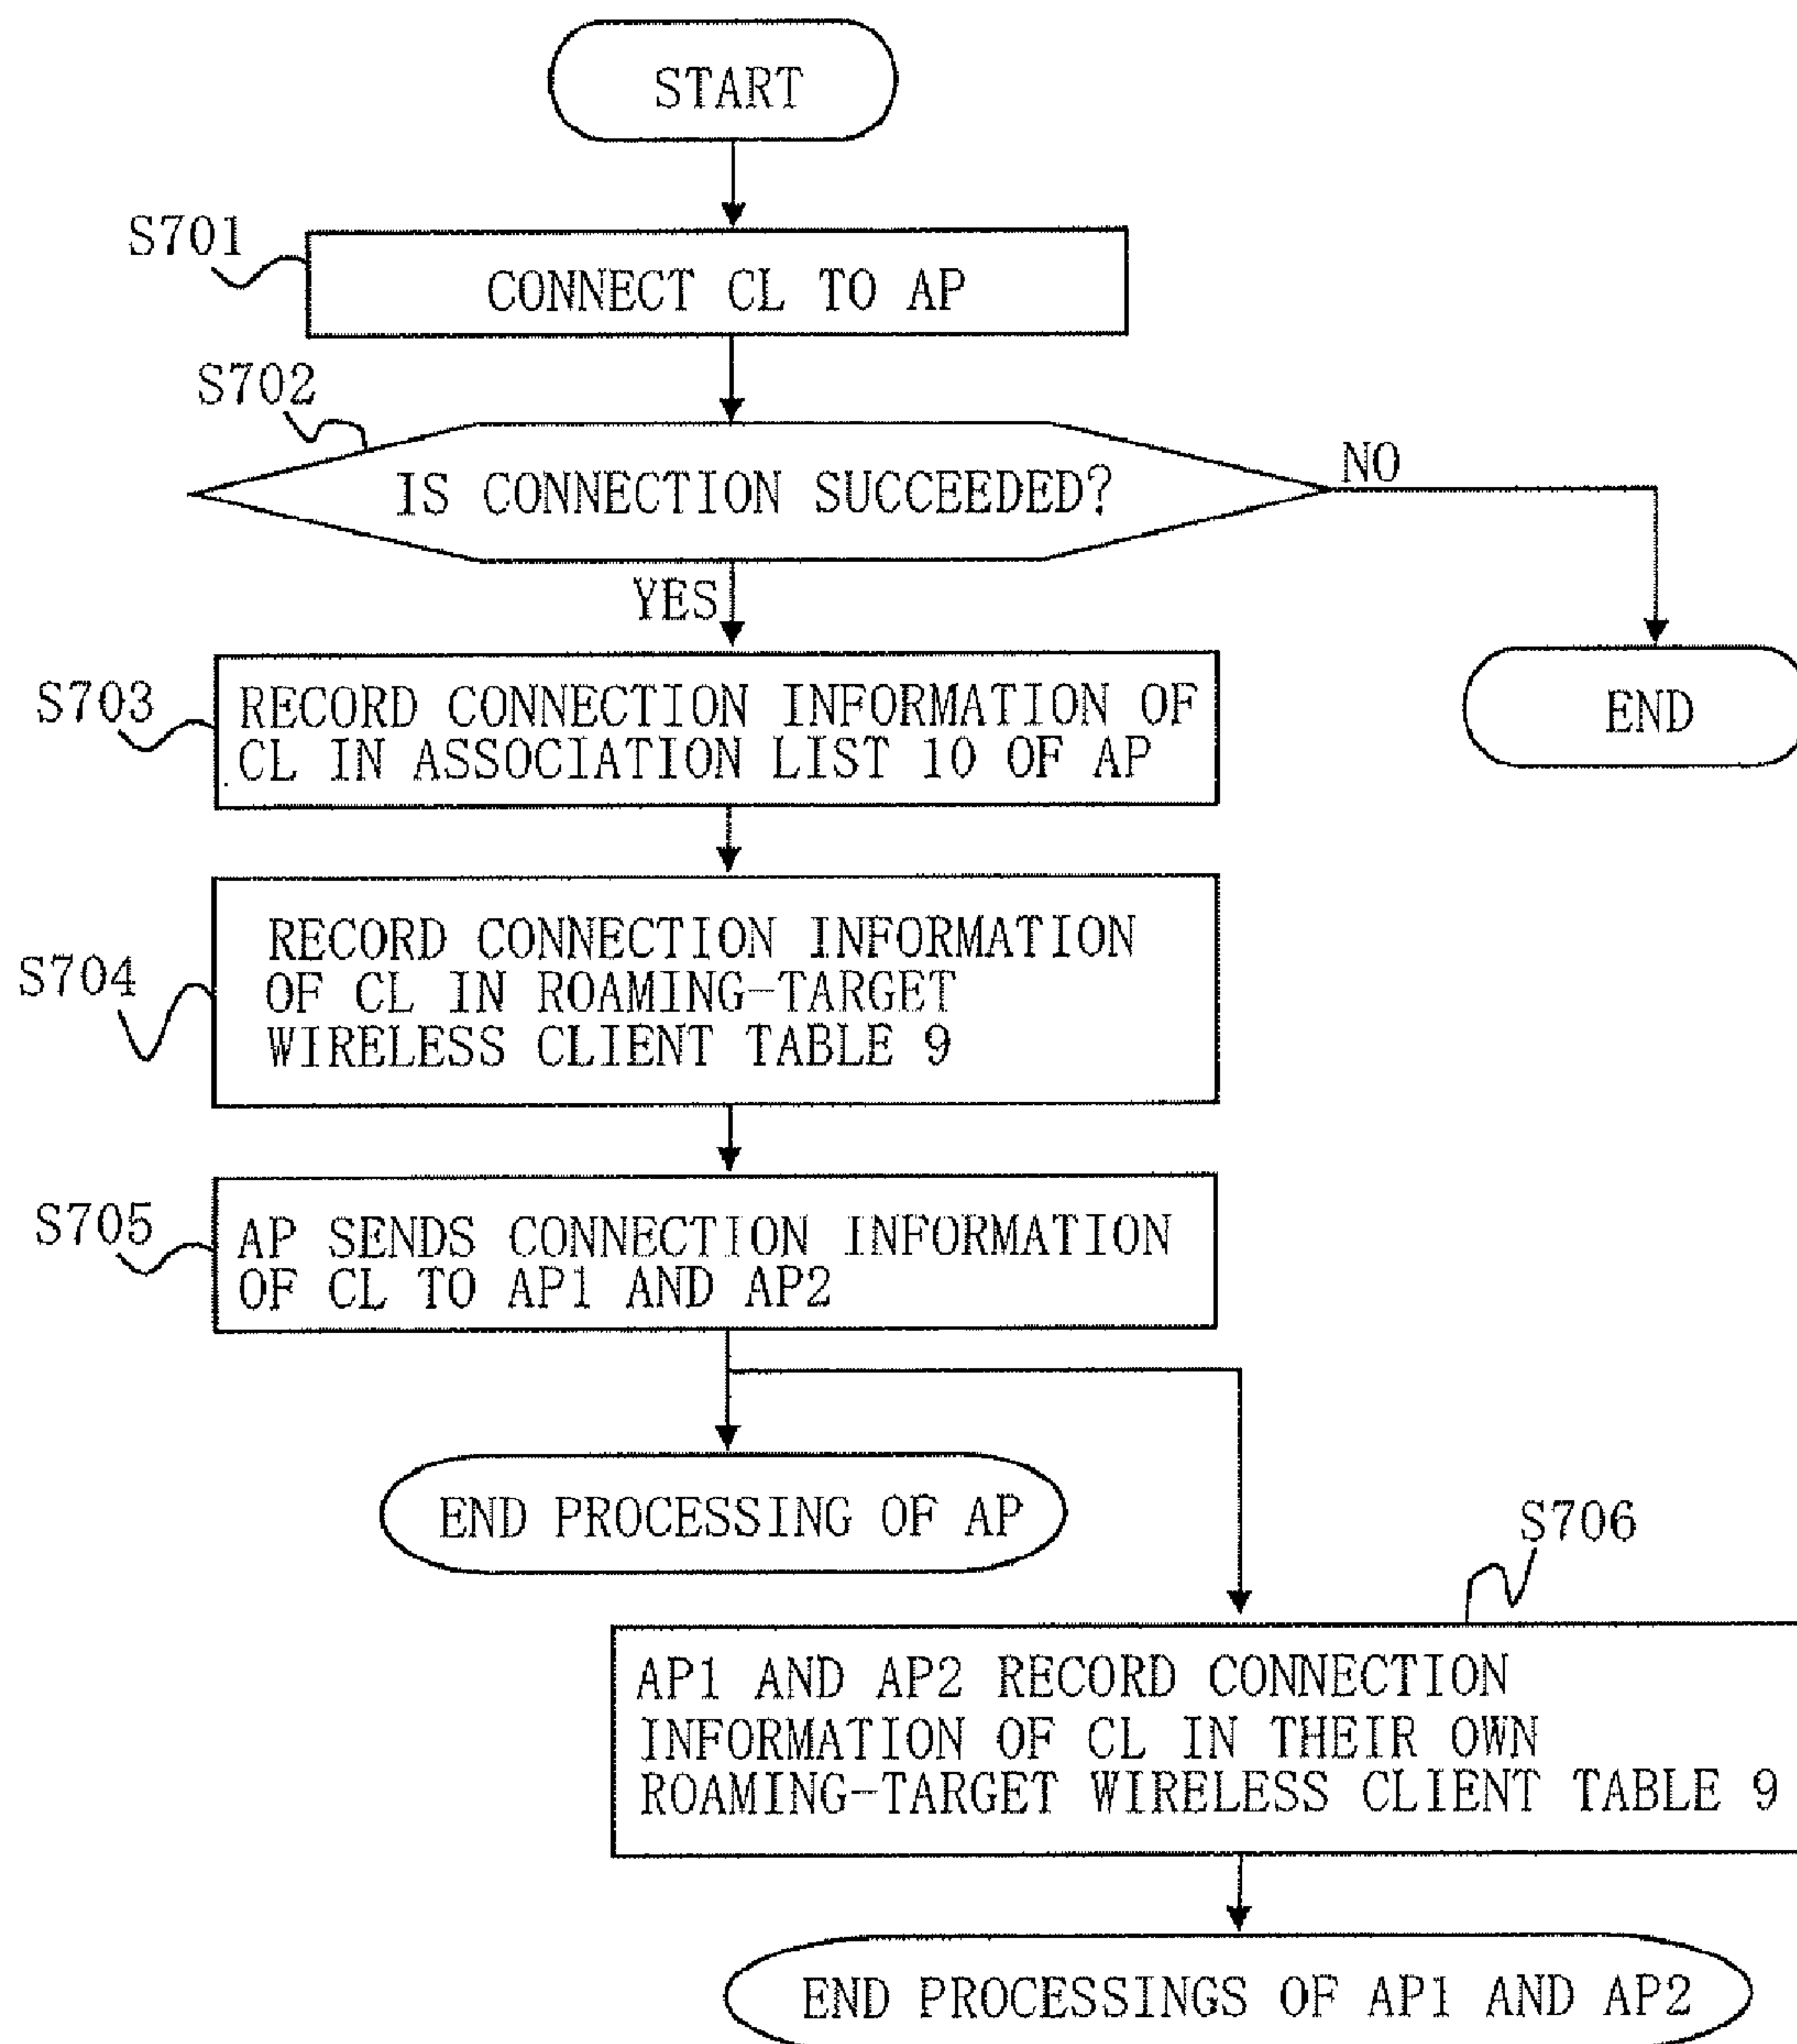 START
S701
CONNECT CL TO AP
S702
IS CONNECTION SUCCEEDED?
NO
YES
END
S703
RECORD CONNECTION INFORMATION OF
CL IN ASSOCIATION LIST 10 OF AP
S704
RECORD CONNECTION INFORMATION
OF CL IN ROAMING-TARGET
WIRELESS CLIENT TABLE 9
S705
AP SENDS CONNECTION INFORMATION
OF CL TO AP1 AND AP2
END PROCESSING OF AP
S706
AP1 AND AP2 RECORD CONNECTION
INFORMATION OF CL IN THEIR OWN
ROAMING-TARGET WIRELESS CLIENT TABLE 9
END PROCESSINGS OF AP1 AND AP2